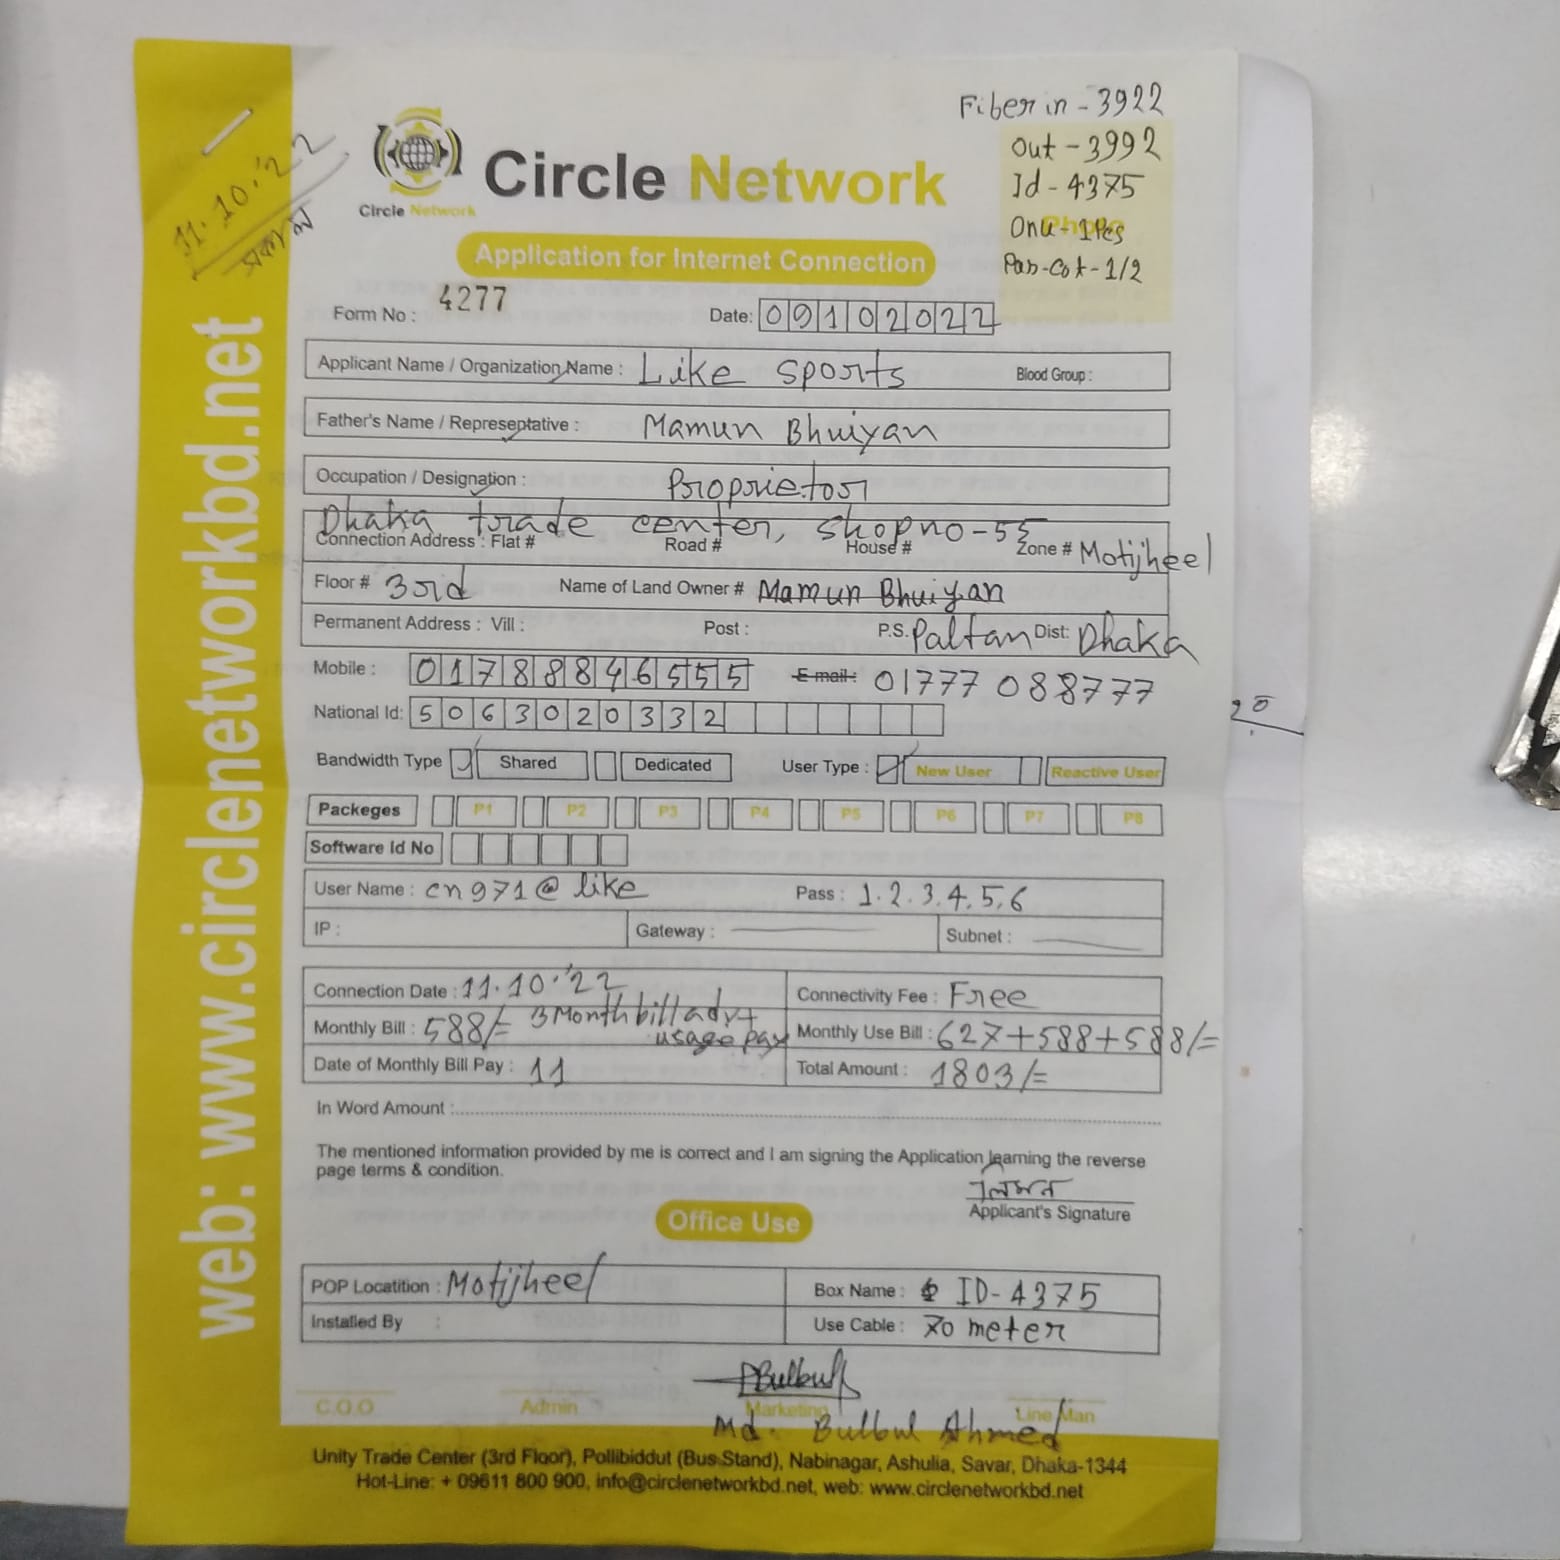 Fiber in - 3922
Out - 3992
Id - 4375
Onu - 1 Pcs
Pas-Cot - 1/2
11.10.'22
Circle Network
Circle Network
Application for Internet Connection
Form No : 4277
Date: 09102022
Applicant Name / Organization Name : Like sports Blood Group :
Father's Name / Representative : Mamun Bhuiyan
Occupation / Designation : Proprietor
Dhaka trade center, shop no - 55
Connection Address : Flat # Road # House # Zone # Motijheel
Floor # 3rd Name of Land Owner # Mamun Bhuiyan
Permanent Address : Vill : Post : P.S. Paltan Dist: Dhaka
Mobile : 01788846555 E-mail: 01777 088777
National Id: 5063020332
20
Bandwidth Type Shared Dedicated User Type : New User Reactive User
Packeges P1 P2 P3 P4 P5 P6 P7 P8
Software Id No
User Name : cn971@like Pass : 1.2.3.4.5.6
IP : Gateway : Subnet :
Connection Date : 11.10.'22 Connectivity Fee : Free
Monthly Bill : 588/= 3 Month bill adv+ usage pay Monthly Use Bill : 627+588+588/=
Date of Monthly Bill Pay : 11 Total Amount : 1803/=
In Word Amount :
The mentioned information provided by me is correct and I am signing the Application learning the reverse
page terms & condition.
Applicant's Signature
Office Use
POP Locatition : Motijheel Box Name : ID-4375
Installed By : Use Cable : 70 meter
Bulbul
C.O.O Admin Marketing Line Man
Md. Bulbul Ahmed
Unity Trade Center (3rd Floor), Pollibiddut (Bus Stand), Nabinagar, Ashulia, Savar, Dhaka-1344
Hot-Line: + 09611 800 900, info@circlenetworkbd.net, web: www.circlenetworkbd.net
web: www.circlenetworkbd.net